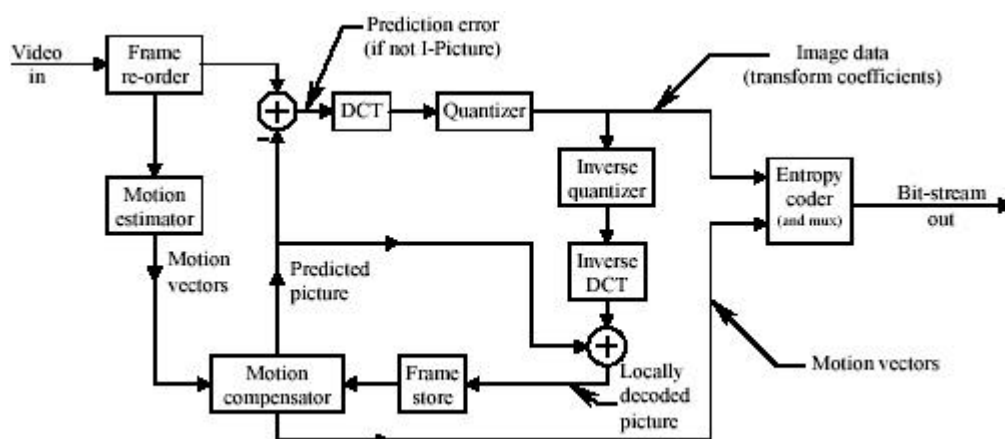 Prediction error
(if not I-Picture)
Video
in
Frame
re-order
Image data
(transform coefficients)
DCT
Quantizer
Motion
estimator
Inverse
quantizer
Entropy
coder
(and mux)
Bit-stream
out
Motion
vectors
Predicted
picture
Inverse
DCT
Motion
compensator
Frame
store
Locally
decoded
picture
Motion vectors